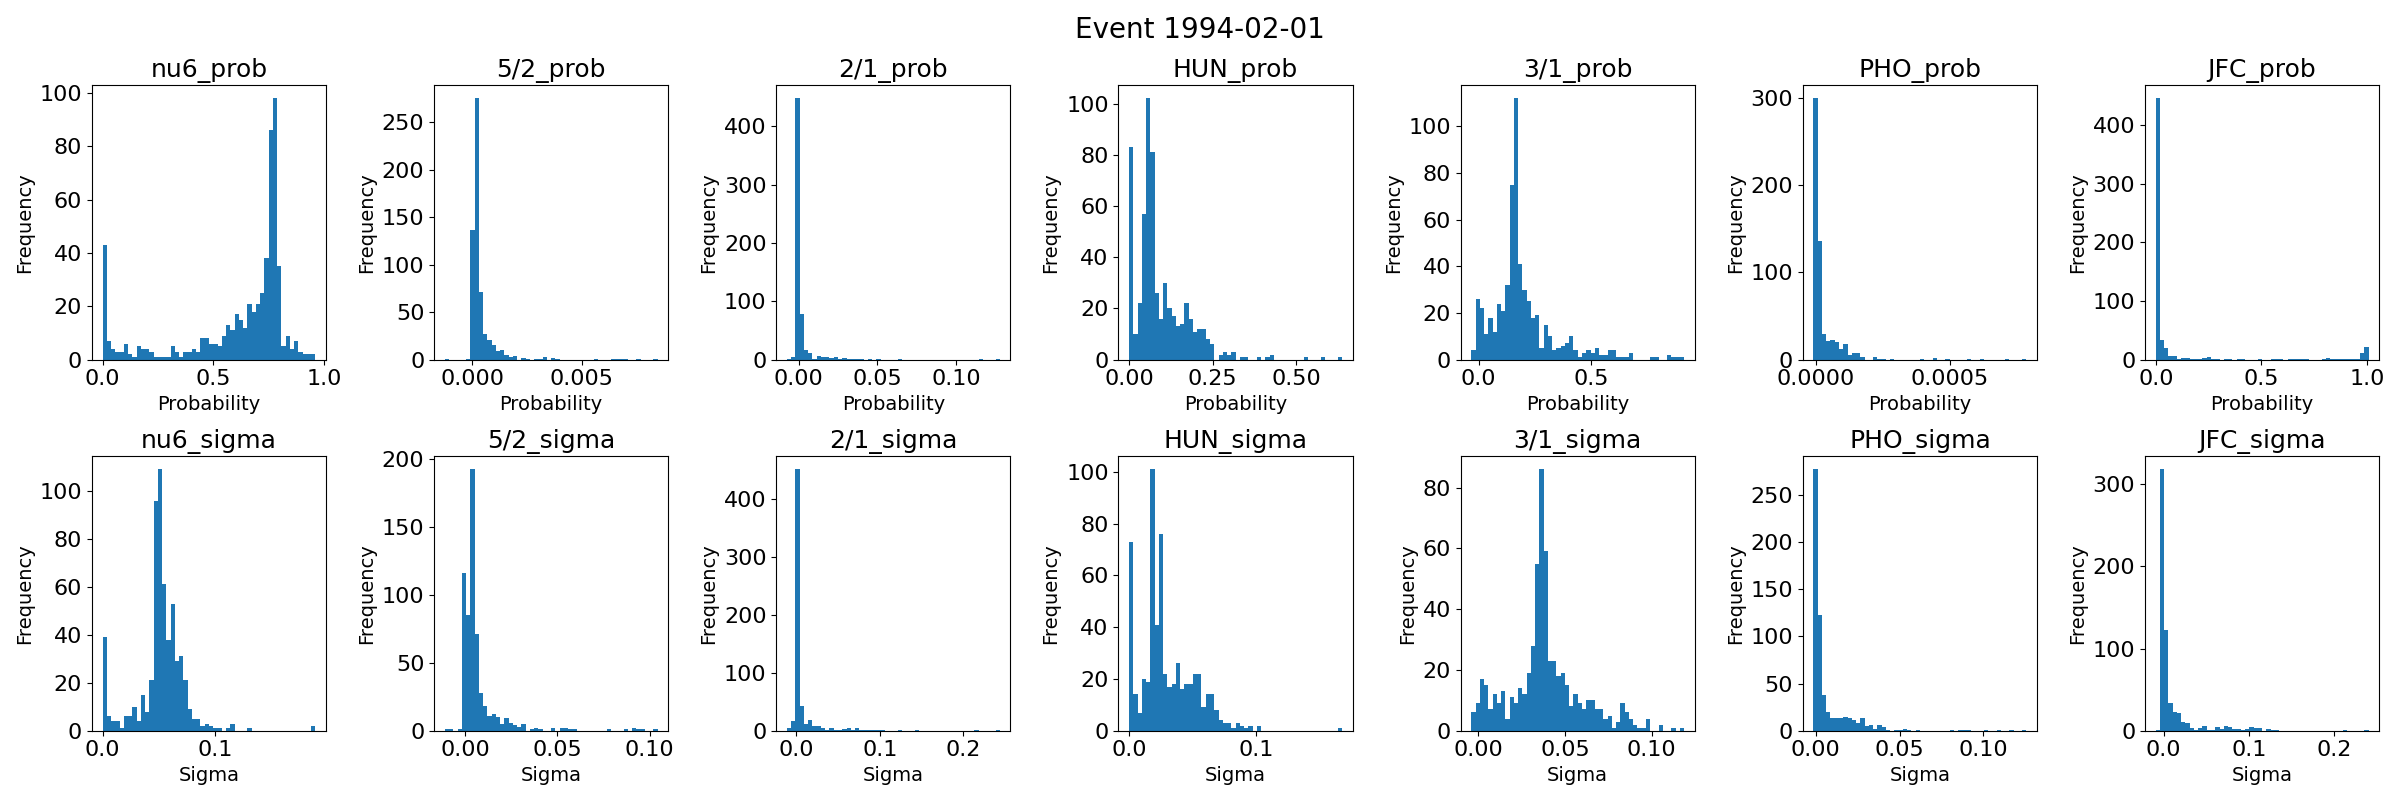 Event 1994-02-01
nu6_prob 5/2_prob 2/1_prob HUN_prob 3/1_prob PHO_prob JFC_prob
Frequency Frequency Frequency Frequency Frequency Frequency Frequency
100 80 60 40 20 0
250 200 150 100 50 0
400 300 200 100 0
100 80 60 40 20 0
100 80 60 40 20 0
300 200 100 0
400 300 200 100 0
0.0 0.5 1.0 0.000 0.005 0.00 0.05 0.10 0.00 0.25 0.50 0.0 0.5 0.0000 0.0005 0.0 0.5 1.0
Probability Probability Probability Probability Probability Probability Probability
nu6_sigma 5/2_sigma 2/1_sigma HUN_sigma 3/1_sigma PHO_sigma JFC_sigma
Frequency Frequency Frequency Frequency Frequency Frequency Frequency
100 80 60 40 20 0
200 150 100 50 0
400 300 200 100 0
100 80 60 40 20 0
80 60 40 20 0
250 200 150 100 50 0
300 200 100 0
0.0 0.1 0.00 0.05 0.10 0.0 0.1 0.2 0.0 0.1 0.00 0.05 0.10 0.00 0.05 0.10 0.0 0.1 0.2
Sigma Sigma Sigma Sigma Sigma Sigma Sigma